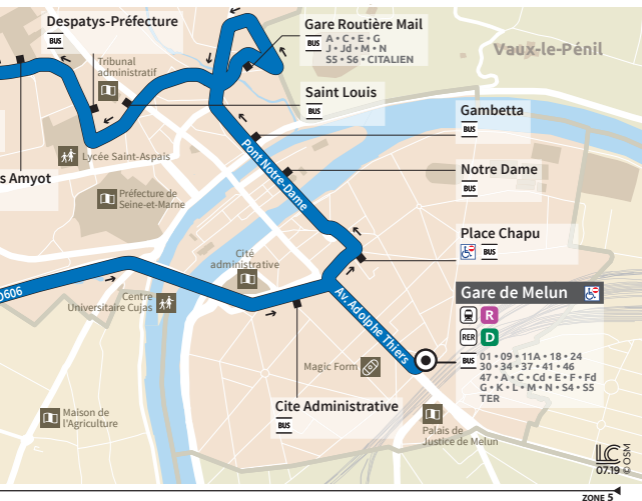 Despatys-Préfecture
BUS
Gare Routière Mail
BUS A • C • E • G
J • Jd • M • N
S5 • S6 • CITALIEN
Vaux-le-Pénil
Tribunal
administratif
Saint Louis
BUS
Gambetta
BUS
Lycée Saint-Aspais
Pont Notre-Dame
Notre Dame
BUS
s Amyot
Préfecture de
Seine-et-Marne
Place Chapu
BUS
Cité
administrative
Gare de Melun
R
RER D
BUS 01 • 09 • 11A • 18 • 24
30 • 34 • 37 • 41 • 46
47 • A • C • Cd • E • F • Fd
G • K • L • M • N • S4 • S5
TER
0606
Centre
Universitaire Cujas
Av. Adolphe Thiers
Magic Form
Cite Administrative
BUS
Maison de
l'Agriculture
Palais de
Justice de Melun
LC
07.19 © OSM
ZONE 5